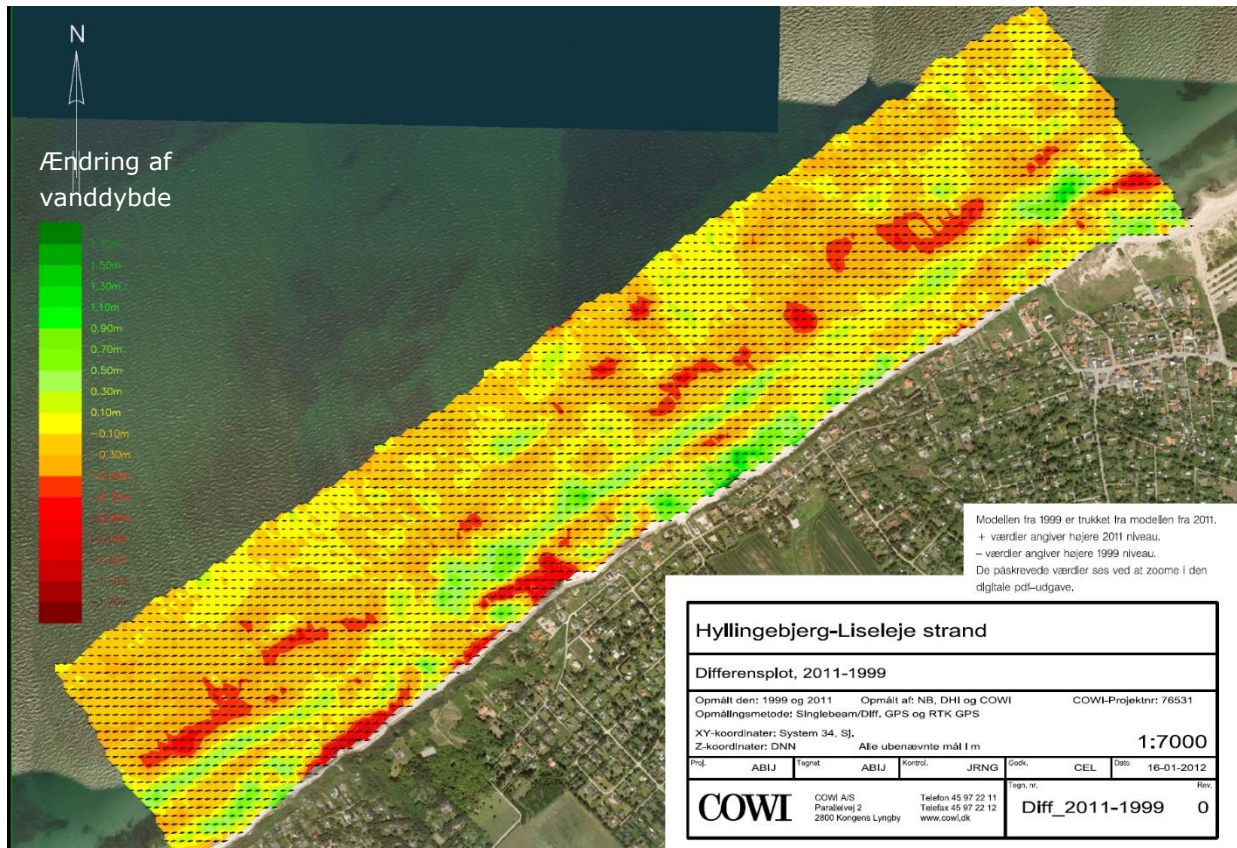 N
Ændring af
vanddybde
1.70m
1.50m
1.30m
1.10m
0.90m
0.70m
0.50m
0.30m
0.10m
-0.10m
-0.30m
Modellen fra 1999 er trukket fra modellen fra 2011.
+ værdier angiver højere 2011 niveau.
– værdier angiver højere 1999 niveau.
De påskrevede værdier ses ved at zoome i den
digitale pdf-udgave.
Hyllingebjerg-Liseleje strand
Differensplot, 2011-1999
Opmålt den: 1999 og 2011 Opmålt af: NB, DHI og COWI COWI-Projektnr: 76531
Opmålingsmetode: Singlebeam/Diff. GPS og RTK GPS
XY-koordinater: System 34, Sj.
Z-koordinater: DNN Alle ubenævnte mål i m 1:7000
Proj. ABIJ Tegnet ABIJ Kontrol. JRNG Godk. CEL Dato 16-01-2012
COWI
COWI A/S
Parallelvej 2
2800 Kongens Lyngby
Telefon 45 97 22 11
Telefax 45 97 22 12
www.cowi.dk
Tegn. nr. Rev.
Diff_2011-1999 0